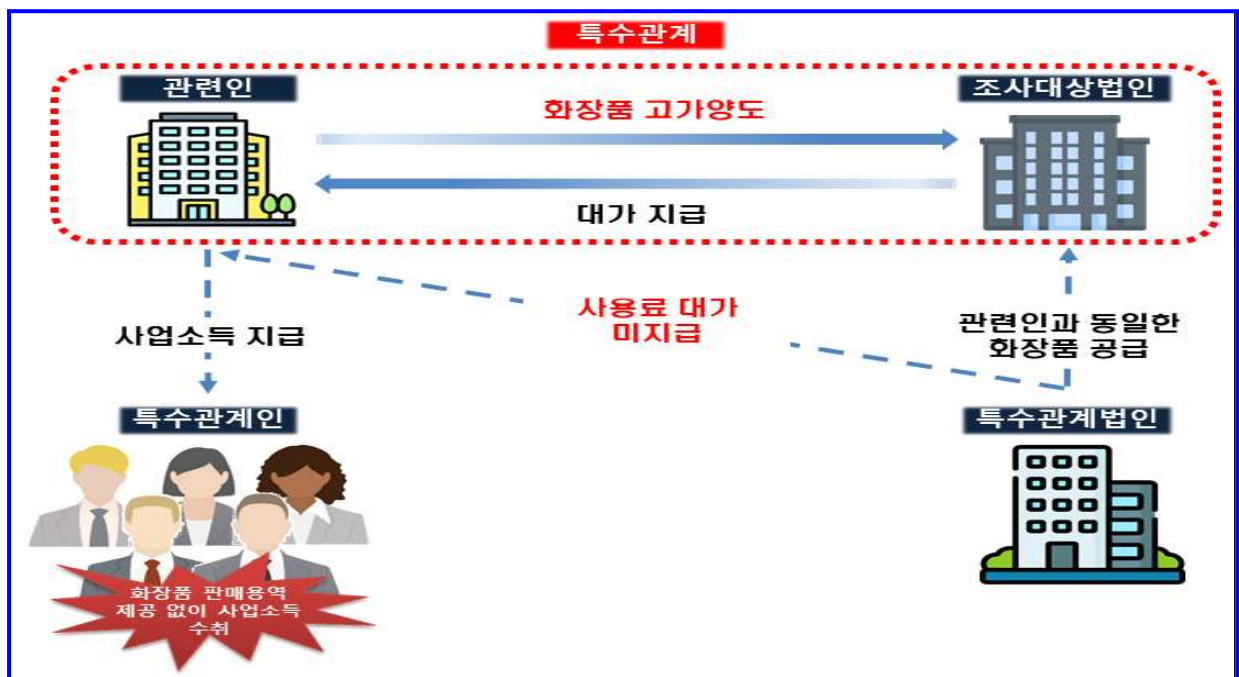 특수관계
관련인
조사대상법인
화장품 고가양도
대가 지급
사업소득 지급
사용료 대가
미지급
관련인과 동일한
화장품 공급
특수관계인
특수관계법인
화장품 판매용역
제공 없이 사업소득
수취